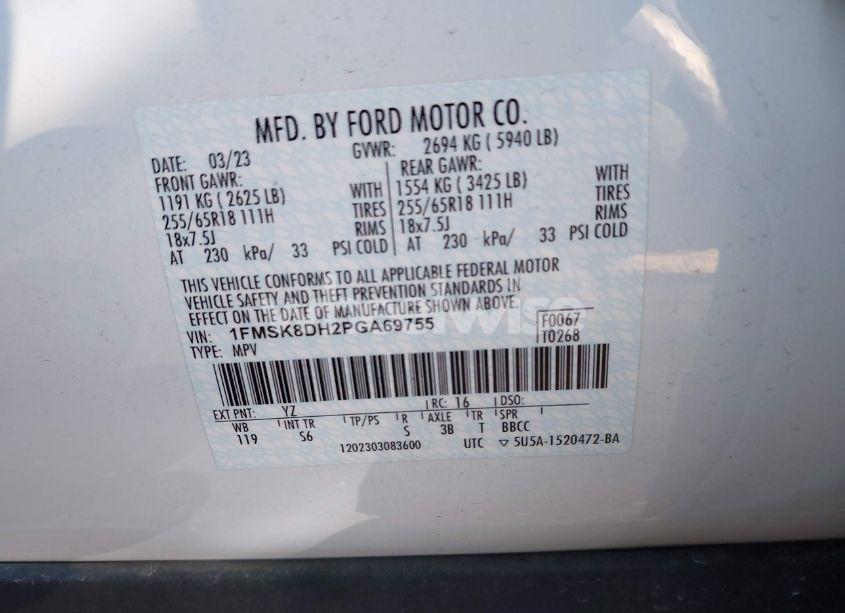 MFD. BY FORD MOTOR CO.
DATE: 03/23 GVWR: 2694 KG ( 5940 LB)
FRONT GAWR: REAR GAWR:
1191 KG ( 2625 LB) WITH 1554 KG ( 3425 LB) WITH
255/65R18 111H TIRES 255/65R18 111H TIRES
18x7.5J RIMS 18x7.5J RIMS
AT 230 kPa/ 33 PSI COLD AT 230 kPa/ 33 PSI COLD
THIS VEHICLE CONFORMS TO ALL APPLICABLE FEDERAL MOTOR
VEHICLE SAFETY AND THEFT PREVENTION STANDARDS IN
EFFECT ON THE DATE OF MANUFACTURE SHOWN ABOVE.
VIN: 1FMSK8DH2PGA69755 F0067
TYPE: MPV T0268
EXT PNT: YZ RC: 16 DSO:
WB INT TR TP/PS R AXLE TR SPR
119 S6 S 3B T BBCC
1202303083600 UTC ▽ 5U5A-1520472-BA